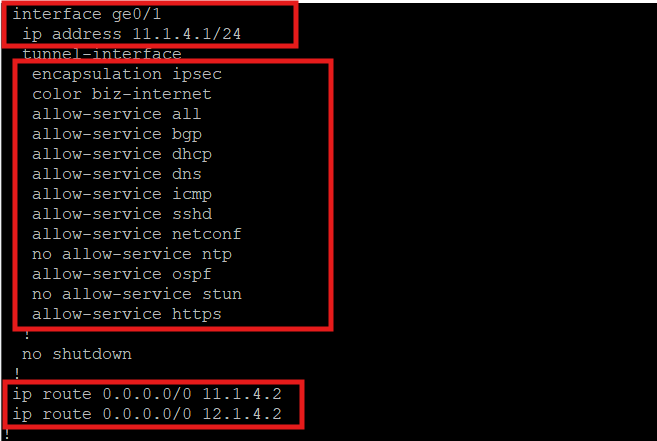 interface ge0/1
ip address 11.1.4.1/24
tunnel-interface
encapsulation ipsec
color biz-internet
allow-service all
allow-service bgp
allow-service dhcp
allow-service dns
allow-service icmp
allow-service sshd
allow-service netconf
no allow-service ntp
allow-service ospf
no allow-service stun
allow-service https
!
no shutdown
!
ip route 0.0.0.0/0 11.1.4.2
ip route 0.0.0.0/0 12.1.4.2
!